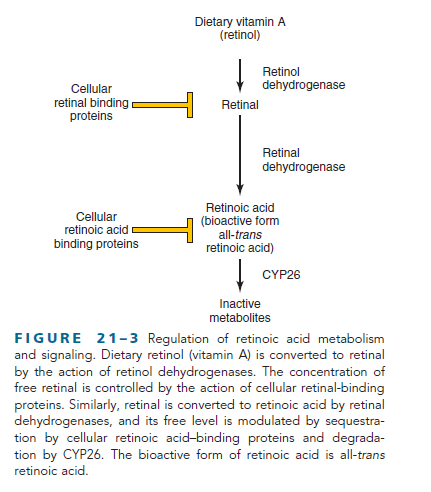 Dietary vitamin A
(retinol)
Retinol
dehydrogenase
Cellular
retinal binding
proteins
Retinal
Retinal
dehydrogenase
Cellular
retinoic acid
binding proteins
Retinoic acid
(bioactive form
all-trans
retinoic acid)
CYP26
Inactive
metabolites
FIGURE 21–3 Regulation of retinoic acid metabolism
and signaling. Dietary retinol (vitamin A) is converted to retinal
by the action of retinol dehydrogenases. The concentration of
free retinal is controlled by the action of cellular retinal-binding
proteins. Similarly, retinal is converted to retinoic acid by retinal
dehydrogenases, and its free level is modulated by sequestra-
tion by cellular retinoic acid–binding proteins and degrada-
tion by CYP26. The bioactive form of retinoic acid is all-trans
retinoic acid.